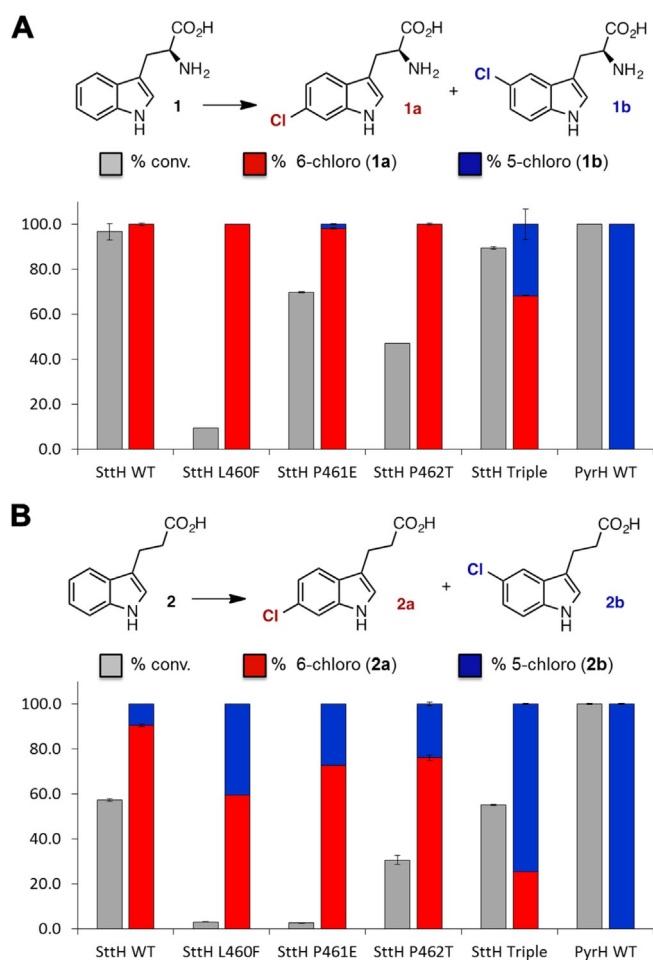 A
CO₂H
NH₂
N
H
1
CO₂H
NH₂
Cl
N
H
1a
+
CO₂H
NH₂
Cl
N
H
1b
% conv.
% 6-chloro (1a)
% 5-chloro (1b)
100.0
80.0
60.0
40.0
20.0
0.0
SttH WT SttH L460F SttH P461E SttH P462T SttH Triple PyrH WT
B
CO₂H
N
H
2
CO₂H
Cl
N
H
2a
+
CO₂H
Cl
N
H
2b
% conv.
% 6-chloro (2a)
% 5-chloro (2b)
100.0
80.0
60.0
40.0
20.0
0.0
SttH WT SttH L460F SttH P461E SttH P462T SttH Triple PyrH WT